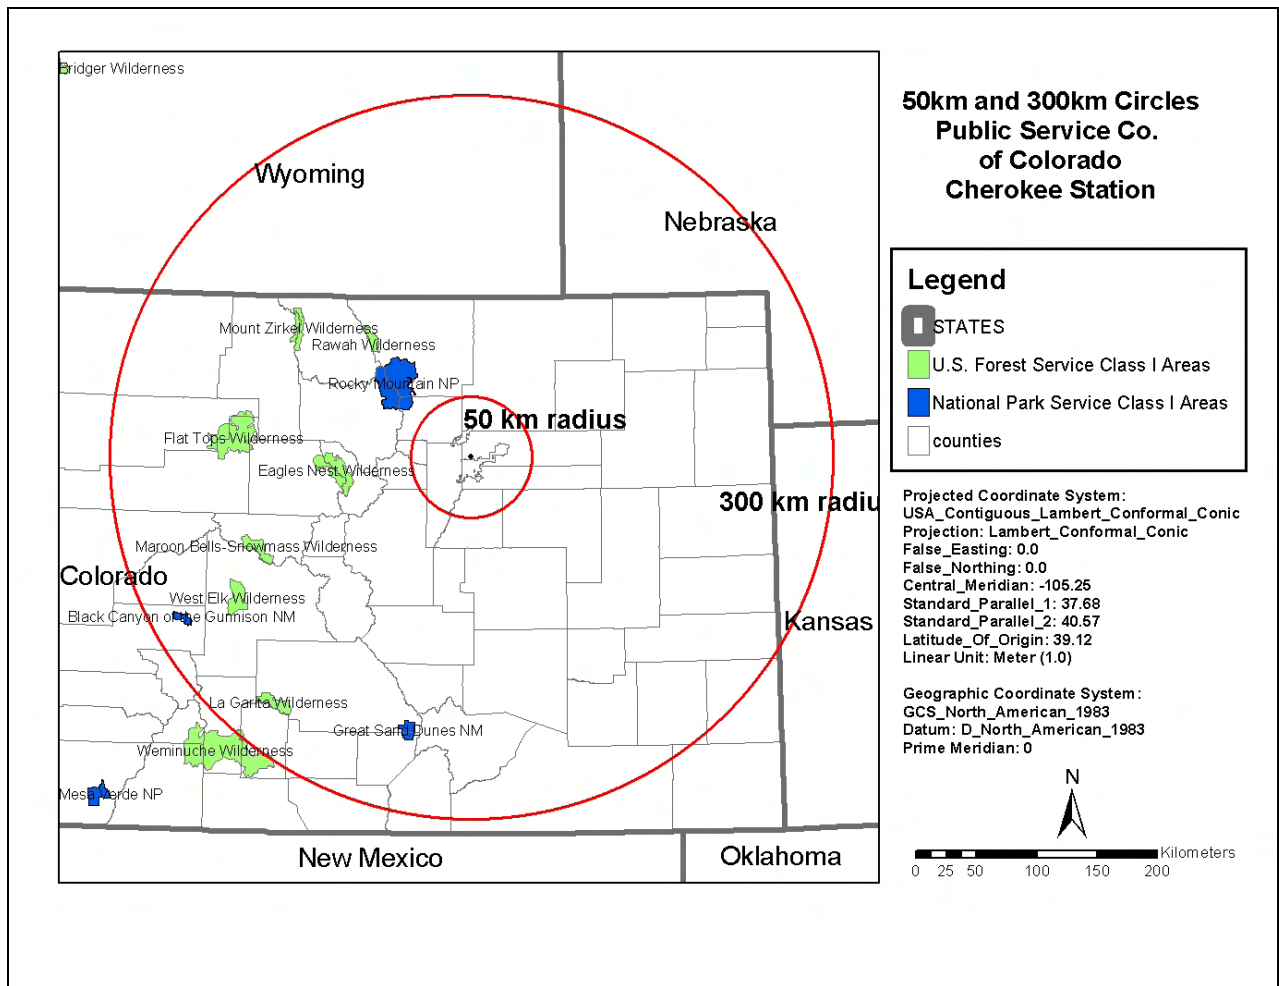 50km and 300km Circles
Public Service Co.
of Colorado
Cherokee Station
Bridger Wilderness
Wyoming
Nebraska
Mount Zirkel Wilderness
Rawah Wilderness
Rocky Mountain NP
50 km radius
Flat Tops Wilderness
Eagles Nest Wilderness
300 km radiu
Maroon Bells-Snowmass Wilderness
Colorado
West Elk Wilderness
Black Canyon of the Gunnison NM
Kansas
La Garita Wilderness
Great Sand Dunes NM
Weminuche Wilderness
Mesa Verde NP
New Mexico
Oklahoma
Legend
STATES
U.S. Forest Service Class I Areas
National Park Service Class I Areas
counties
Projected Coordinate System:
USA_Contiguous_Lambert_Conformal_Conic
Projection: Lambert_Conformal_Conic
False_Easting: 0.0
False_Northing: 0.0
Central_Meridian: -105.25
Standard_Parallel_1: 37.68
Standard_Parallel_2: 40.57
Latitude_Of_Origin: 39.12
Linear Unit: Meter (1.0)
Geographic Coordinate System:
GCS_North_American_1983
Datum: D_North_American_1983
Prime Meridian: 0
N
Kilometers
0 25 50 100 150 200